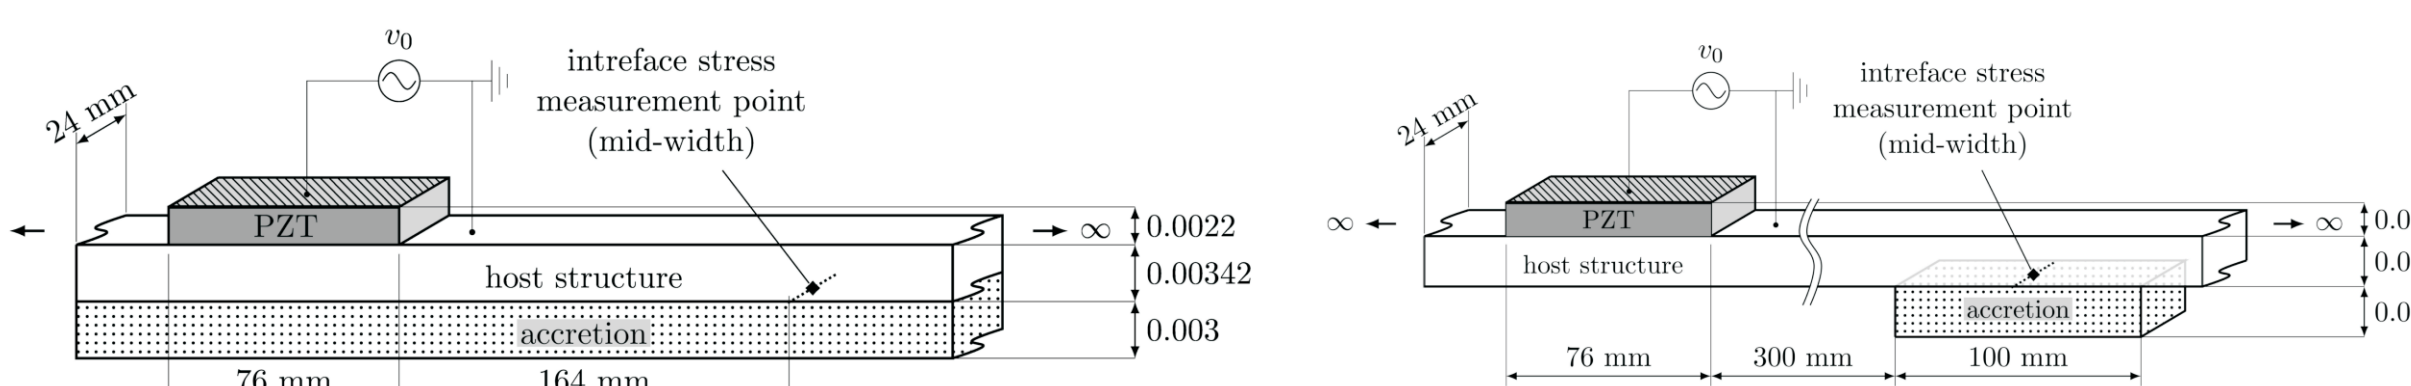 v0
24 mm
intreface stress
measurement point
(mid-width)
PZT
∞
0.0022
host structure
0.00342
accretion
0.003
76 mm
164 mm
v0
24 mm
intreface stress
measurement point
(mid-width)
∞
PZT
∞
0.0
host structure
0.0
accretion
0.0
76 mm
300 mm
100 mm